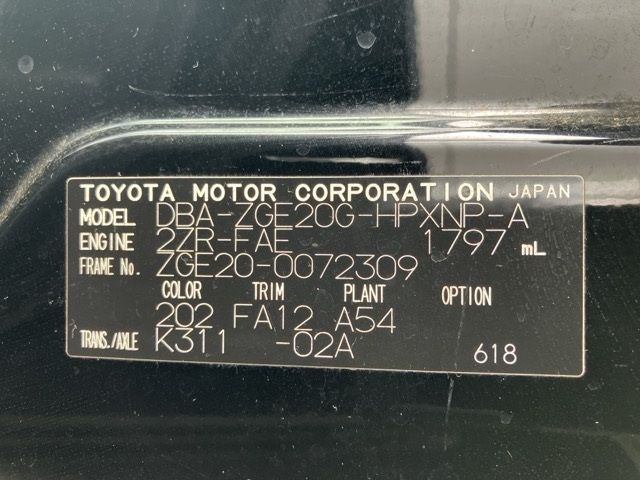 TOYOTA MOTOR CORPORATION JAPAN
MODEL DBA-ZGE20G-HPXNP-A
ENGINE 2ZR-FAE 1797 mL
FRAME No. ZGE20-0072309
COLOR TRIM PLANT OPTION
202 FA12 A54
TRANS./AXLE K311 -02A 618